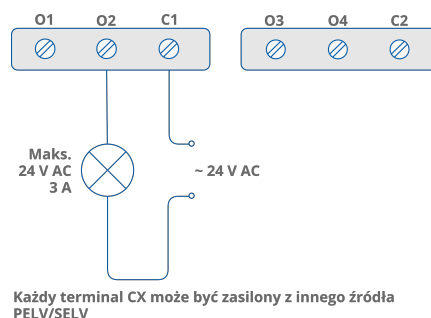 O1 O2 C1 O3 O4 C2
Maks.
24 V AC
3 A
~ 24 V AC
Każdy terminal CX może być zasilony z innego źródła
PELV/SELV